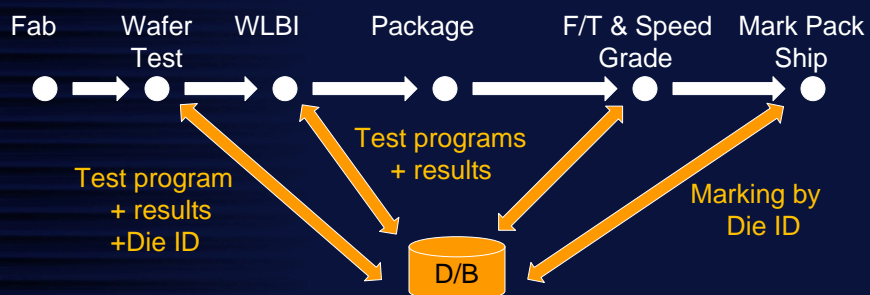 Fab
Wafer
Test
WLBI
Package
F/T & Speed
Grade
Mark Pack
Ship
Test program
+ results
+Die ID
Test programs
+ results
Marking by
Die ID
D/B